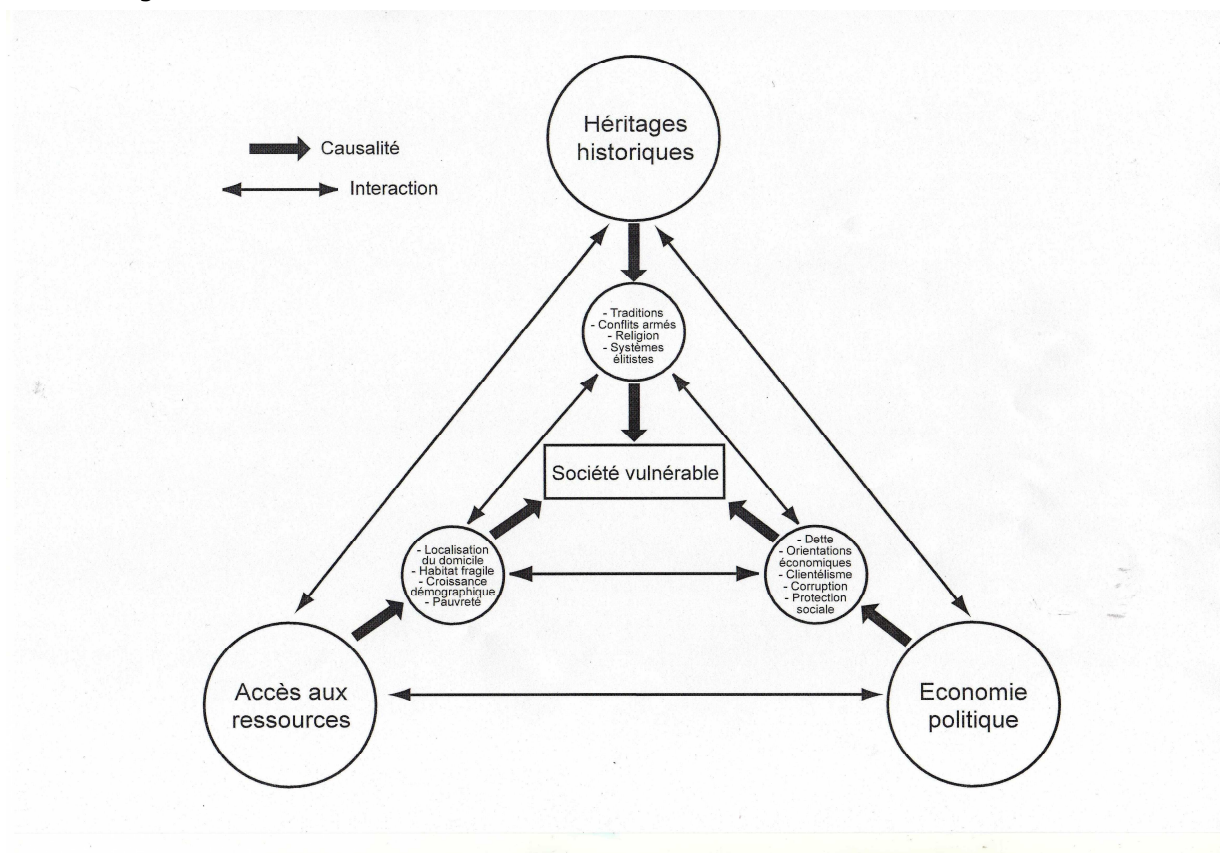 Héritages
historiques
Causalité
Interaction
- Traditions
- Conflits armés
- Religion
- Systèmes
élitistes
Société vulnérable
- Localisation
du domicile
- Habitat fragile
- Croissance
démographique
- Pauvreté
- Dette
- Orientations
économiques
- Clientélisme
- Corruption
- Protection
sociale
Accès aux
ressources
Economie
politique